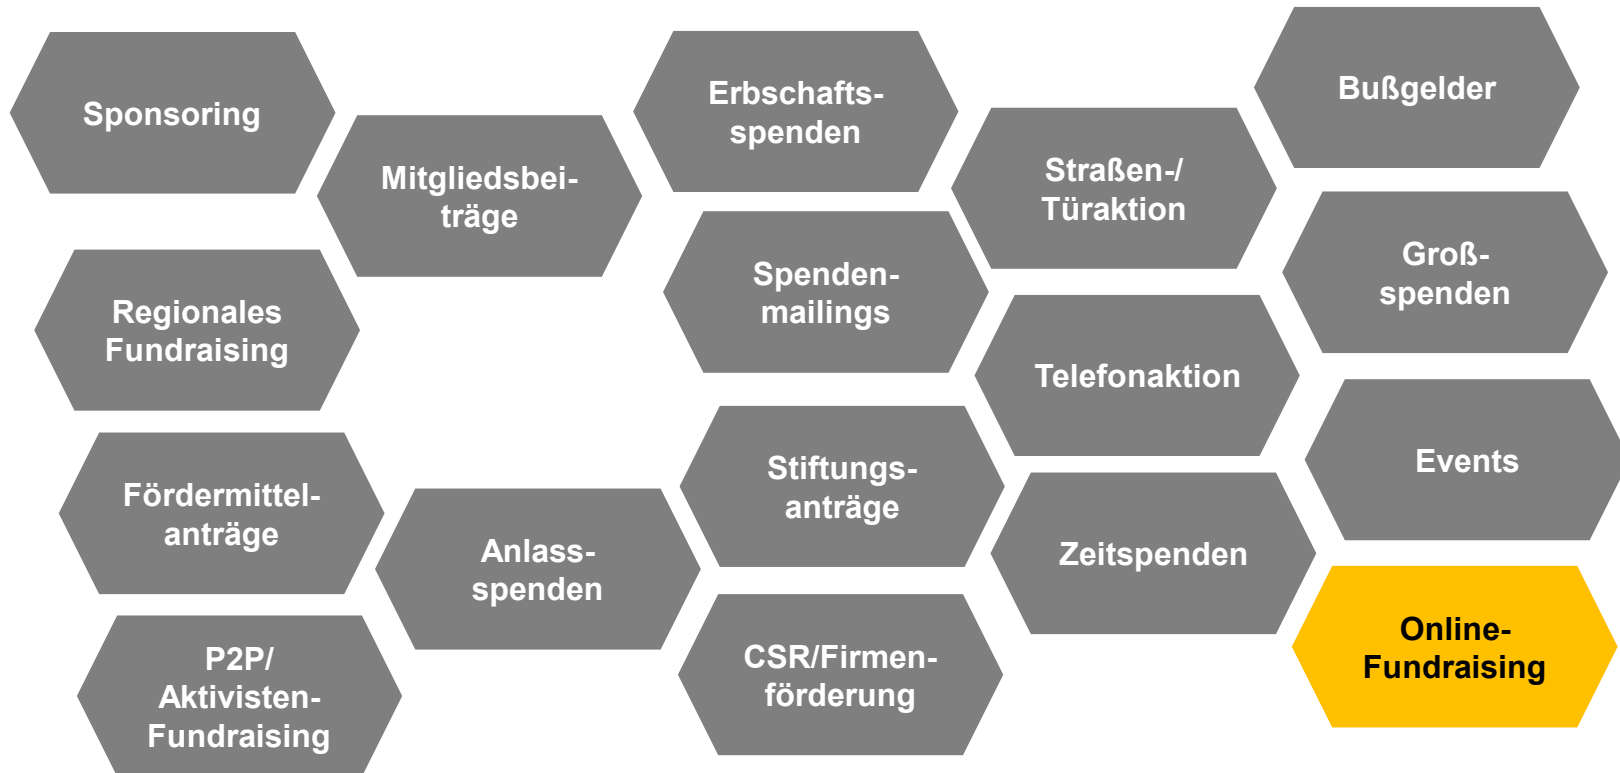 Sponsoring
Mitgliedsbei-
träge
Erbschafts-
spenden
Straßen-/
Türaktion
Bußgelder
Regionales
Fundraising
Spenden-
mailings
Groß-
spenden
Telefonaktion
Fördermittel-
anträge
Anlass-
spenden
Stiftungs-
anträge
Events
Zeitspenden
P2P/
Aktivisten-
Fundraising
CSR/Firmen-
förderung
Online-
Fundraising